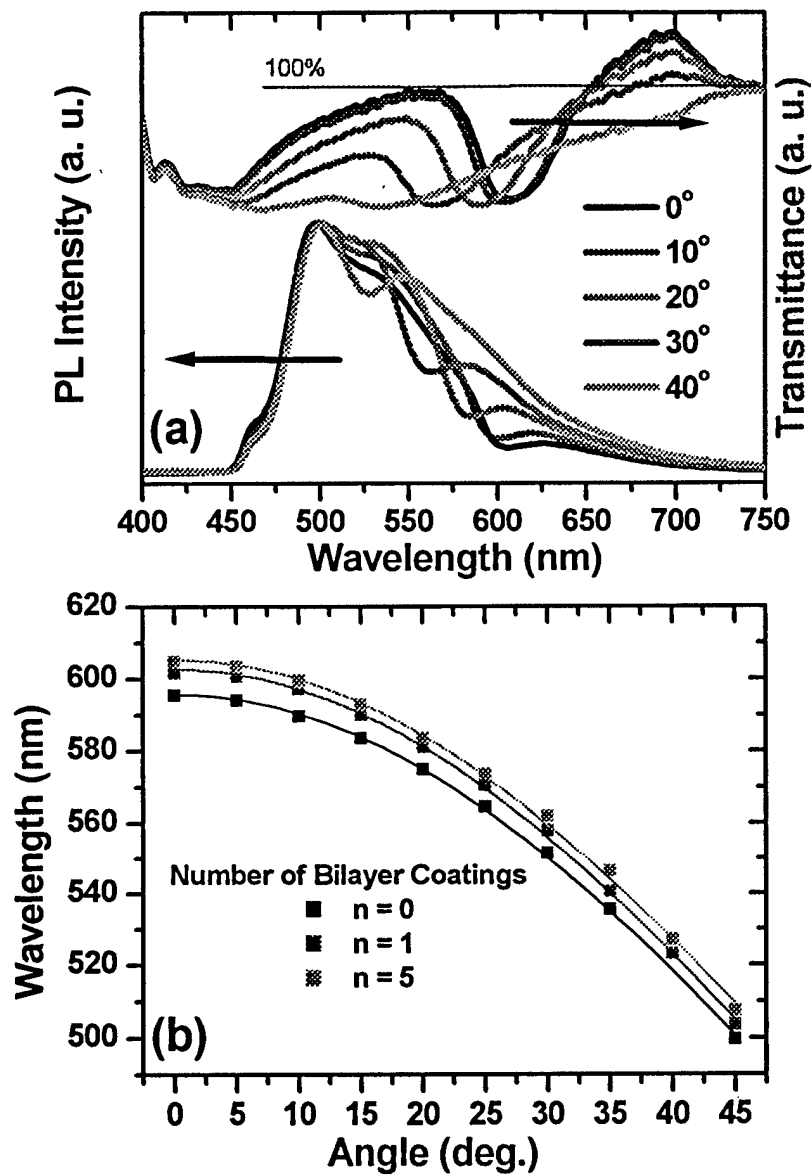 PL Intensity (a. u.)
Transmittance (a. u.)
100%
0°
10°
20°
30°
40°
(a)
400 450 500 550 600 650 700 750
Wavelength (nm)
620
600
580
560
540
520
500
Wavelength (nm)
Number of Bilayer Coatings
n = 0
n = 1
n = 5
(b)
0 5 10 15 20 25 30 35 40 45
Angle (deg.)